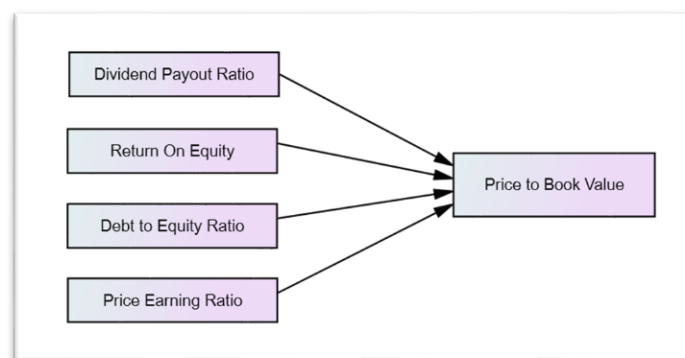 Dividend Payout Ratio
Return On Equity
Debt to Equity Ratio
Price Earning Ratio
Price to Book Value